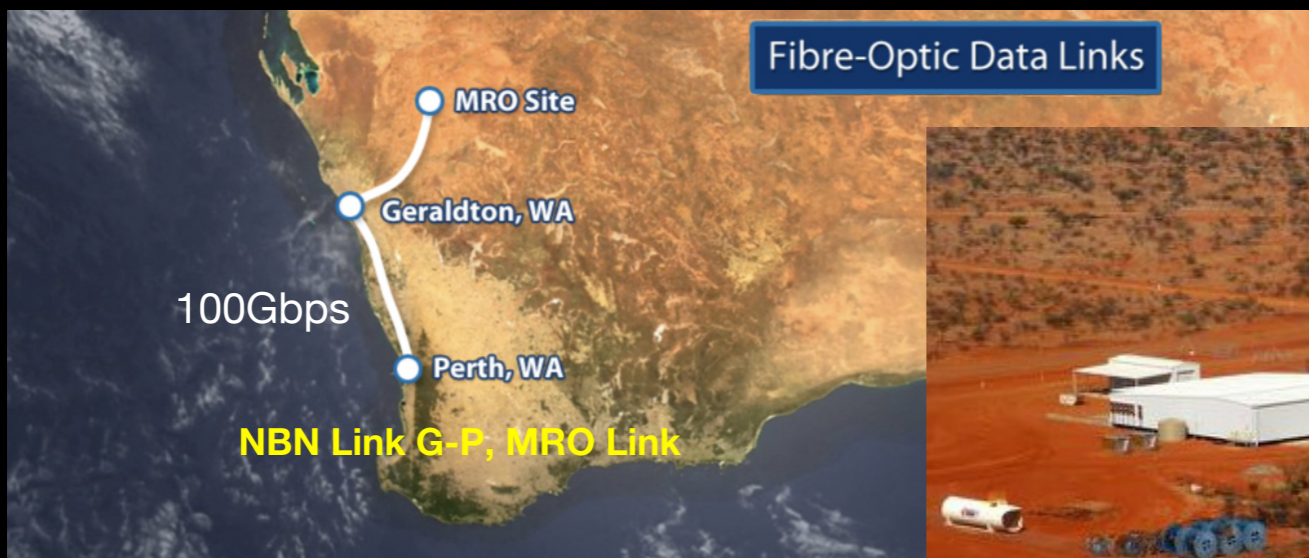 Fibre-Optic Data Links
MRO Site
Geraldton, WA
100Gbps
Perth, WA
NBN Link G-P, MRO Link